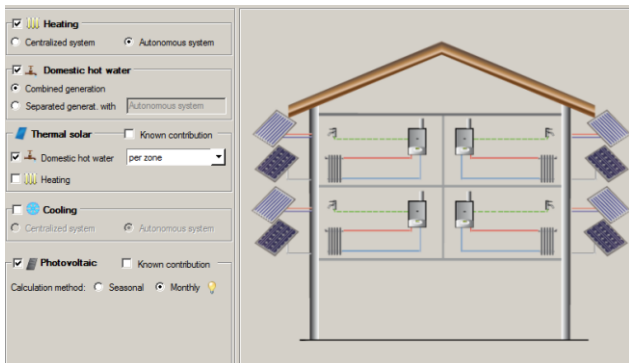 Heating
Centralized system Autonomous system
Domestic hot water
Combined generation
Separated generat. with Autonomous system
Thermal solar Known contribution
Domestic hot water per zone
Heating
Cooling
Centralized system Autonomous system
Photovoltaic Known contribution
Calculation method: Seasonal Monthly